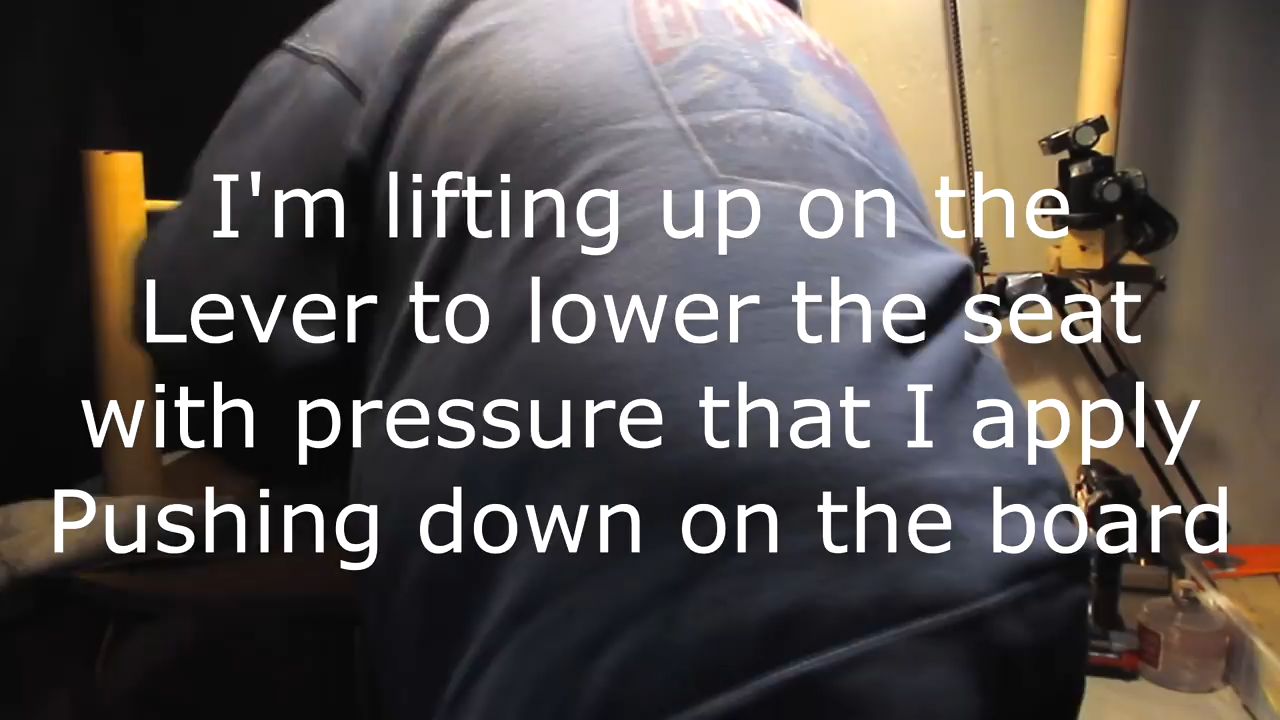 I'm lifting up on the
Lever to lower the seat
with pressure that I apply
Pushing down on the board